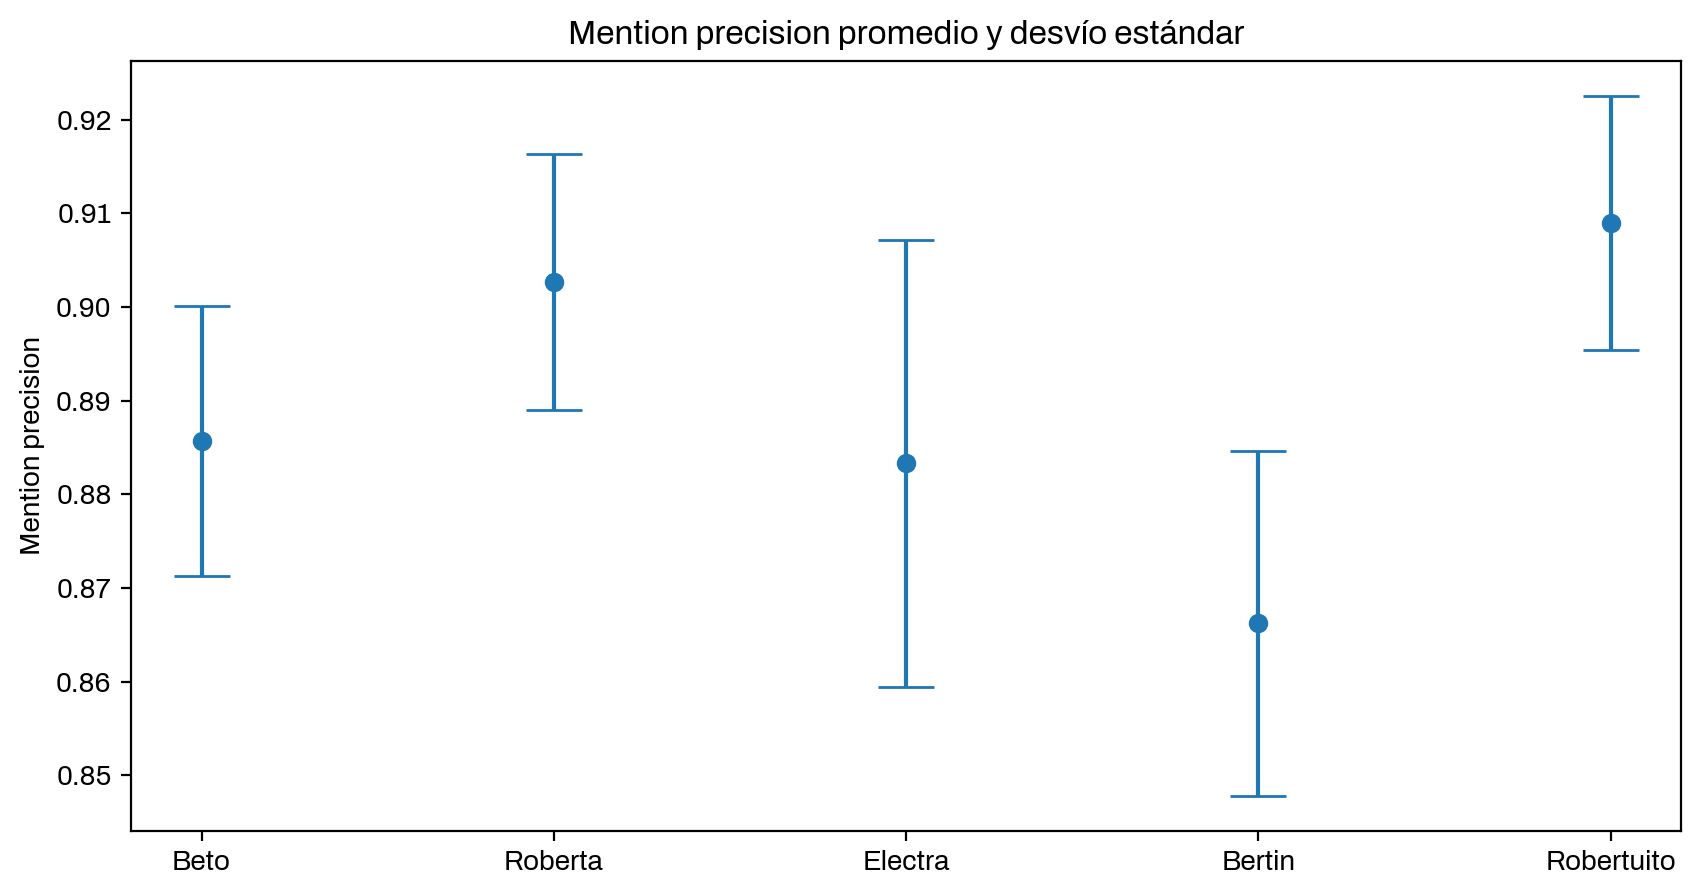 Mention precision promedio y desvío estándar
Mention precision
0.92
0.91
0.90
0.89
0.88
0.87
0.86
0.85
Beto
Roberta
Electra
Bertin
Robertuito